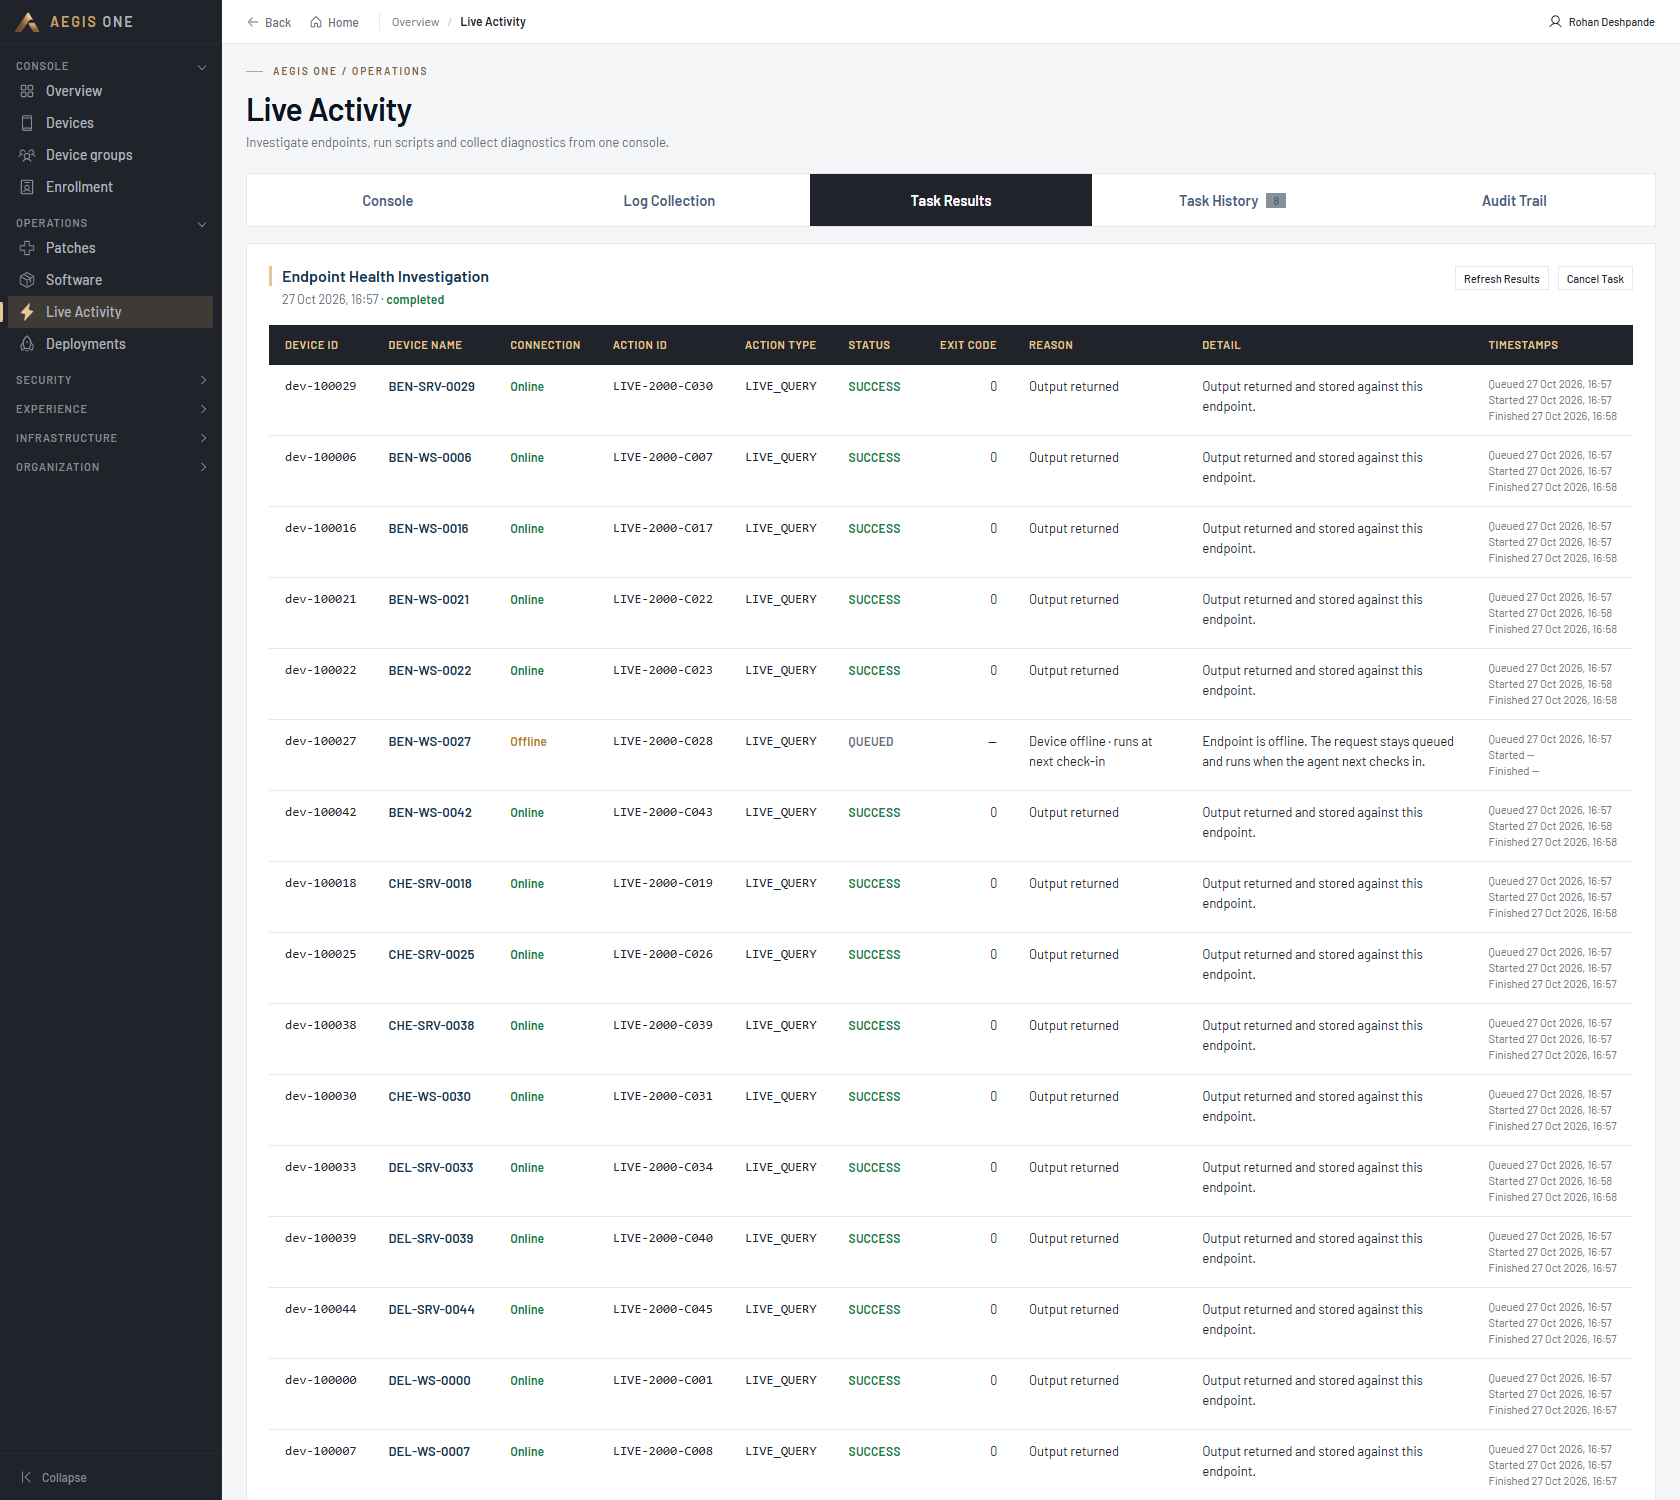 AEGIS ONE
CONSOLE
Overview
Devices
Device groups
Enrollment
OPERATIONS
Patches
Software
Live Activity
Deployments
SECURITY
EXPERIENCE
INFRASTRUCTURE
ORGANIZATION
Collapse
Back Home Overview / Live Activity Rohan Deshpande
AEGIS ONE / OPERATIONS
Live Activity
Investigate endpoints, run scripts and collect diagnostics from one console.
Console Log Collection Task Results Task History 8 Audit Trail
Endpoint Health Investigation Refresh Results Cancel Task
27 Oct 2026, 16:57 · completed
DEVICE ID DEVICE NAME CONNECTION ACTION ID ACTION TYPE STATUS EXIT CODE REASON DETAIL TIMESTAMPS
dev-100029 BEN-SRV-0029 Online LIVE-2000-C030 LIVE_QUERY SUCCESS 0 Output returned Output returned and stored against this endpoint. Queued 27 Oct 2026, 16:57
Started 27 Oct 2026, 16:57
Finished 27 Oct 2026, 16:58
dev-100006 BEN-WS-0006 Online LIVE-2000-C007 LIVE_QUERY SUCCESS 0 Output returned Output returned and stored against this endpoint. Queued 27 Oct 2026, 16:57
Started 27 Oct 2026, 16:57
Finished 27 Oct 2026, 16:58
dev-100016 BEN-WS-0016 Online LIVE-2000-C017 LIVE_QUERY SUCCESS 0 Output returned Output returned and stored against this endpoint. Queued 27 Oct 2026, 16:57
Started 27 Oct 2026, 16:57
Finished 27 Oct 2026, 16:58
dev-100021 BEN-WS-0021 Online LIVE-2000-C022 LIVE_QUERY SUCCESS 0 Output returned Output returned and stored against this endpoint. Queued 27 Oct 2026, 16:57
Started 27 Oct 2026, 16:58
Finished 27 Oct 2026, 16:58
dev-100022 BEN-WS-0022 Online LIVE-2000-C023 LIVE_QUERY SUCCESS 0 Output returned Output returned and stored against this endpoint. Queued 27 Oct 2026, 16:57
Started 27 Oct 2026, 16:58
Finished 27 Oct 2026, 16:58
dev-100027 BEN-WS-0027 Offline LIVE-2000-C028 LIVE_QUERY QUEUED — Device offline · runs at next check-in Endpoint is offline. The request stays queued and runs when the agent next checks in. Queued 27 Oct 2026, 16:57
Started —
Finished —
dev-100042 BEN-WS-0042 Online LIVE-2000-C043 LIVE_QUERY SUCCESS 0 Output returned Output returned and stored against this endpoint. Queued 27 Oct 2026, 16:57
Started 27 Oct 2026, 16:58
Finished 27 Oct 2026, 16:58
dev-100018 CHE-SRV-0018 Online LIVE-2000-C019 LIVE_QUERY SUCCESS 0 Output returned Output returned and stored against this endpoint. Queued 27 Oct 2026, 16:57
Started 27 Oct 2026, 16:57
Finished 27 Oct 2026, 16:58
dev-100025 CHE-SRV-0025 Online LIVE-2000-C026 LIVE_QUERY SUCCESS 0 Output returned Output returned and stored against this endpoint. Queued 27 Oct 2026, 16:57
Started 27 Oct 2026, 16:57
Finished 27 Oct 2026, 16:57
dev-100038 CHE-SRV-0038 Online LIVE-2000-C039 LIVE_QUERY SUCCESS 0 Output returned Output returned and stored against this endpoint. Queued 27 Oct 2026, 16:57
Started 27 Oct 2026, 16:57
Finished 27 Oct 2026, 16:57
dev-100030 CHE-WS-0030 Online LIVE-2000-C031 LIVE_QUERY SUCCESS 0 Output returned Output returned and stored against this endpoint. Queued 27 Oct 2026, 16:57
Started 27 Oct 2026, 16:57
Finished 27 Oct 2026, 16:57
dev-100033 DEL-SRV-0033 Online LIVE-2000-C034 LIVE_QUERY SUCCESS 0 Output returned Output returned and stored against this endpoint. Queued 27 Oct 2026, 16:57
Started 27 Oct 2026, 16:58
Finished 27 Oct 2026, 16:58
dev-100039 DEL-SRV-0039 Online LIVE-2000-C040 LIVE_QUERY SUCCESS 0 Output returned Output returned and stored against this endpoint. Queued 27 Oct 2026, 16:57
Started 27 Oct 2026, 16:57
Finished 27 Oct 2026, 16:57
dev-100044 DEL-SRV-0044 Online LIVE-2000-C045 LIVE_QUERY SUCCESS 0 Output returned Output returned and stored against this endpoint. Queued 27 Oct 2026, 16:57
Started 27 Oct 2026, 16:57
Finished 27 Oct 2026, 16:57
dev-100000 DEL-WS-0000 Online LIVE-2000-C001 LIVE_QUERY SUCCESS 0 Output returned Output returned and stored against this endpoint. Queued 27 Oct 2026, 16:57
Started 27 Oct 2026, 16:57
Finished 27 Oct 2026, 16:57
dev-100007 DEL-WS-0007 Online LIVE-2000-C008 LIVE_QUERY SUCCESS 0 Output returned Output returned and stored against this endpoint. Queued 27 Oct 2026, 16:57
Started 27 Oct 2026, 16:57
Finished 27 Oct 2026, 16:57